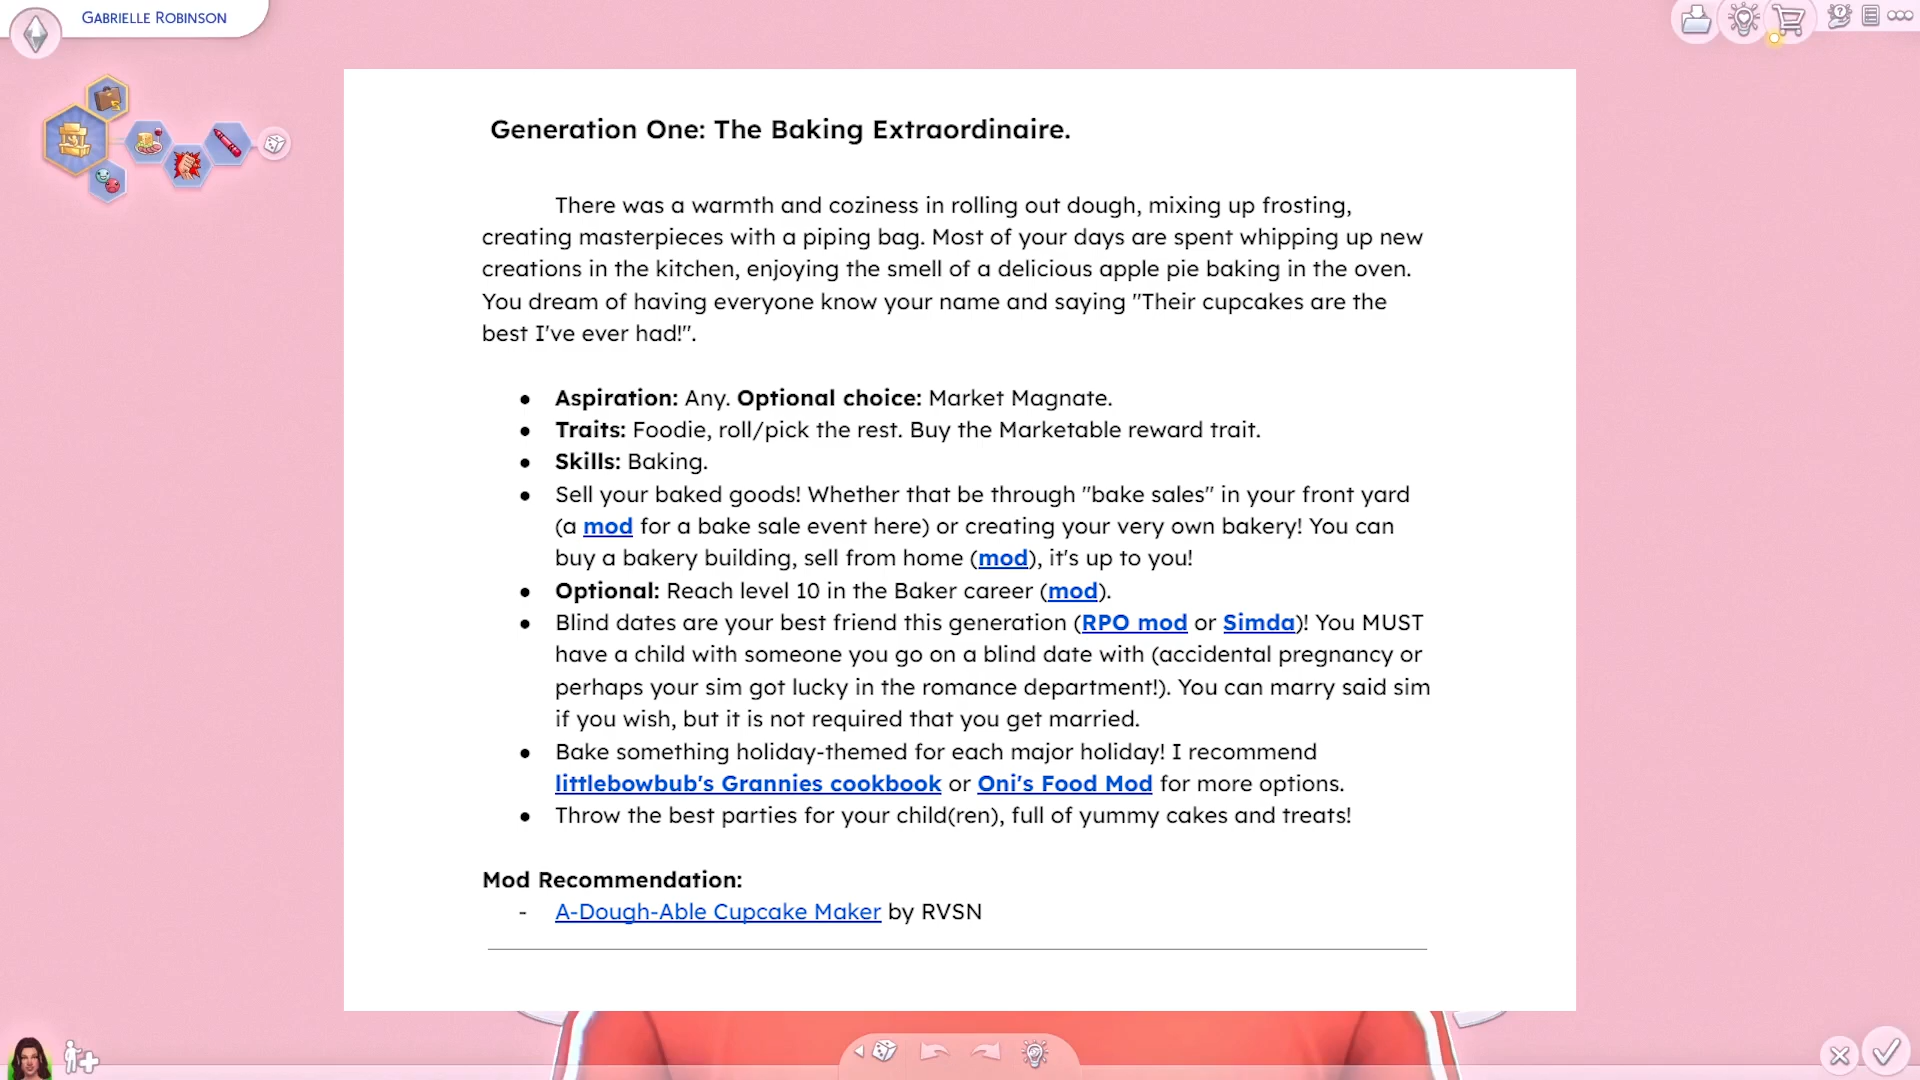 GABRIELLE ROBINSON
Generation One: The Baking Extraordinaire.
There was a warmth and coziness in rolling out dough, mixing up frosting,
creating masterpieces with a piping bag. Most of your days are spent whipping up new
creations in the kitchen, enjoying the smell of a delicious apple pie baking in the oven.
You dream of having everyone know your name and saying "Their cupcakes are the
best I've ever had!".
● Aspiration: Any. Optional choice: Market Magnate.
● Traits: Foodie, roll/pick the rest. Buy the Marketable reward trait.
● Skills: Baking.
● Sell your baked goods! Whether that be through "bake sales" in your front yard
(a mod for a bake sale event here) or creating your very own bakery! You can
buy a bakery building, sell from home (mod), it's up to you!
● Optional: Reach level 10 in the Baker career (mod).
● Blind dates are your best friend this generation (RPO mod or Simda)! You MUST
have a child with someone you go on a blind date with (accidental pregnancy or
perhaps your sim got lucky in the romance department!). You can marry said sim
if you wish, but it is not required that you get married.
● Bake something holiday-themed for each major holiday! I recommend
littlebowbub's Grannies cookbook or Oni's Food Mod for more options.
● Throw the best parties for your child(ren), full of yummy cakes and treats!
Mod Recommendation:
- A-Dough-Able Cupcake Maker by RVSN